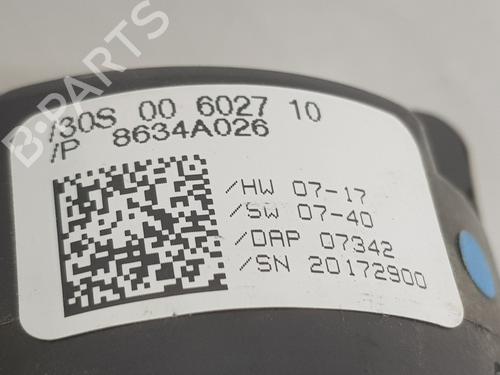 B-PARTS
/30S 00 6027 10
/P 8634A026
/HW 07-17
/SW 07-40
/DAP 07342
/SN 20172900